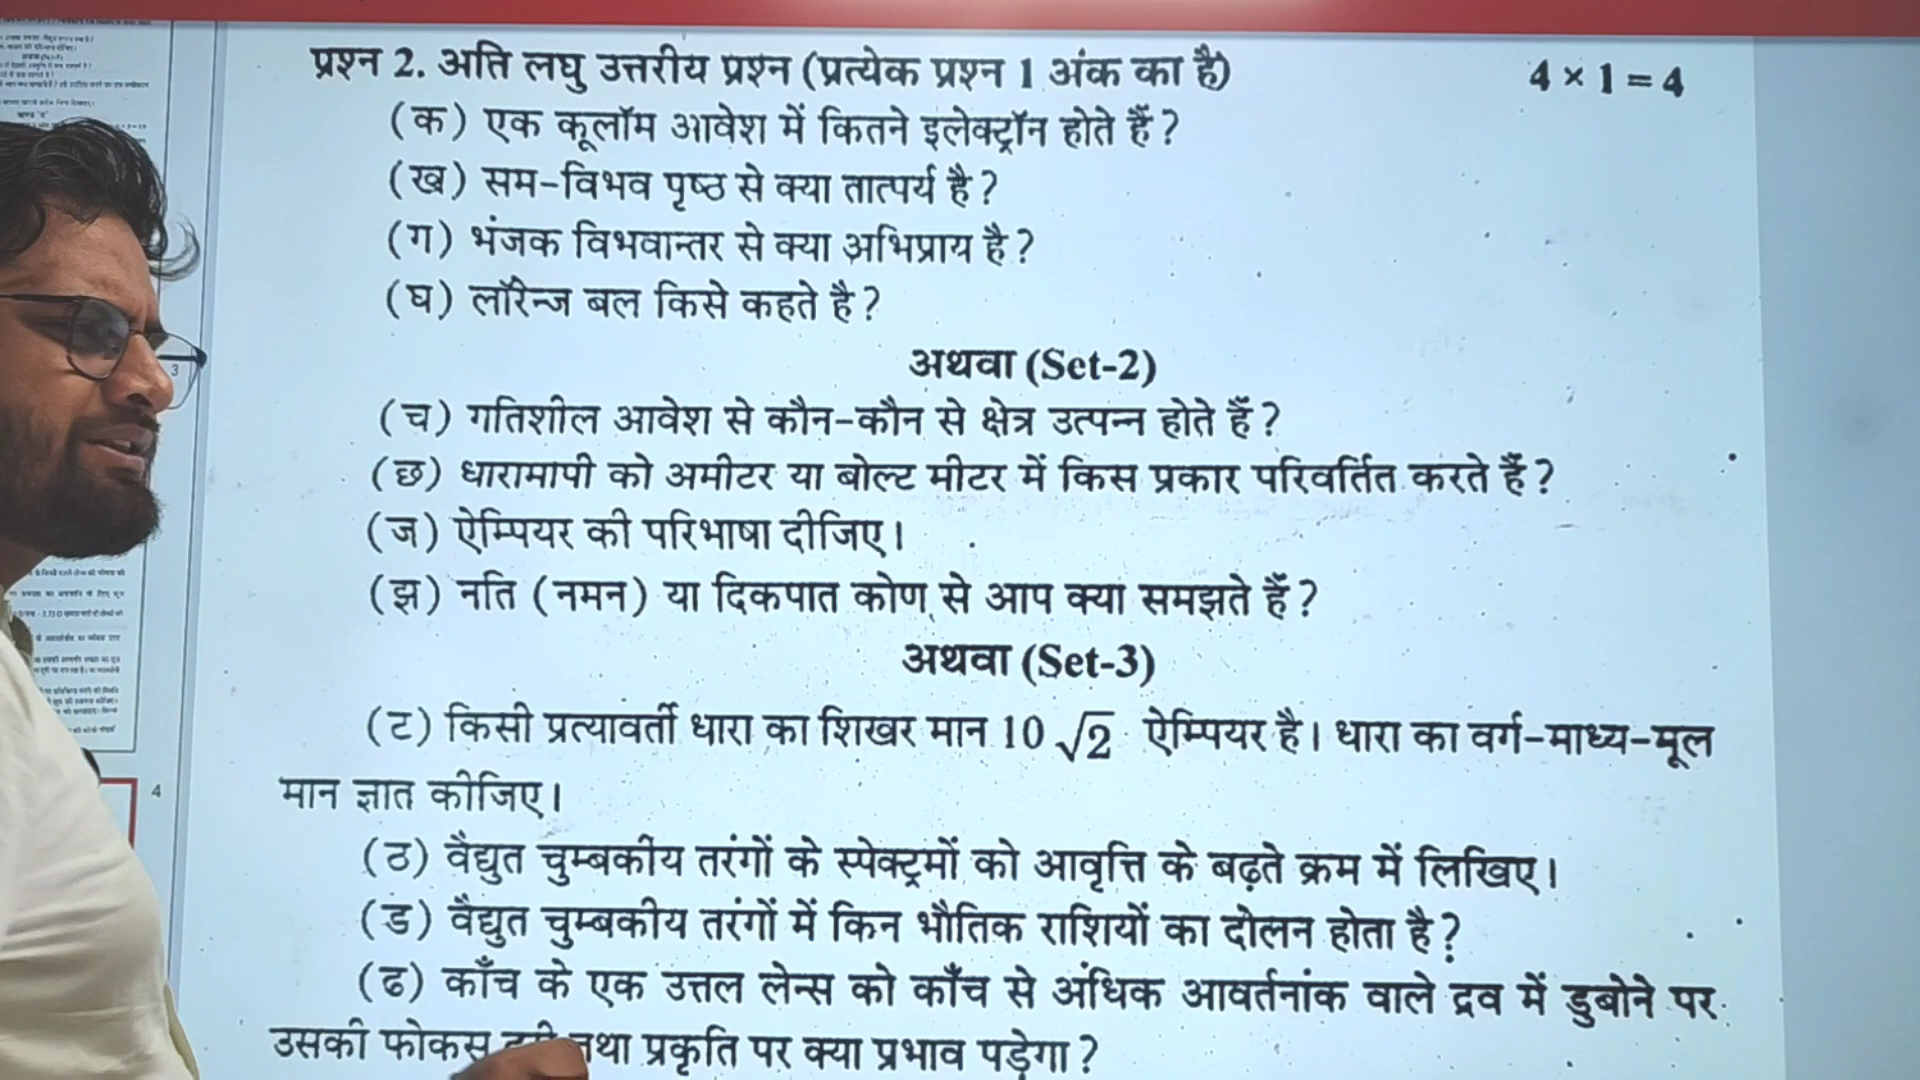 प्रश्न 2. अति लघु उत्तरीय प्रश्न (प्रत्येक प्रश्न 1 अंक का है) 4 × 1 = 4
(क) एक कूलॉम आवेश में कितने इलेक्ट्रॉन होते हैं ?
(ख) सम-विभव पृष्ठ से क्या तात्पर्य है ?
(ग) भंजक विभवान्तर से क्या अभिप्राय है ?
(घ) लॉरेन्ज बल किसे कहते है ?
अथवा (Set-2)
(च) गतिशील आवेश से कौन-कौन से क्षेत्र उत्पन्न होते हैं ?
(छ) धारामापी को अमीटर या बोल्ट मीटर में किस प्रकार परिवर्तित करते हैं ?
(ज) ऐम्पियर की परिभाषा दीजिए।
(झ) नति (नमन) या दिकपात कोण से आप क्या समझते हैं ?
अथवा (Set-3)
(ट) किसी प्रत्यावर्ती धारा का शिखर मान 10 √2 ऐम्पियर है। धारा का वर्ग-माध्य-मूल
मान ज्ञात कीजिए।
(ठ) वैद्युत चुम्बकीय तरंगों के स्पेक्ट्रमों को आवृत्ति के बढ़ते क्रम में लिखिए।
(ड) वैद्युत चुम्बकीय तरंगों में किन भौतिक राशियों का दोलन होता है ?
(ढ) काँच के एक उत्तल लेन्स को काँच से अधिक आवर्तनांक वाले द्रव में डुबोने पर
उसकी फोकस तथा प्रकृति पर क्या प्रभाव पड़ेगा ?
3
4